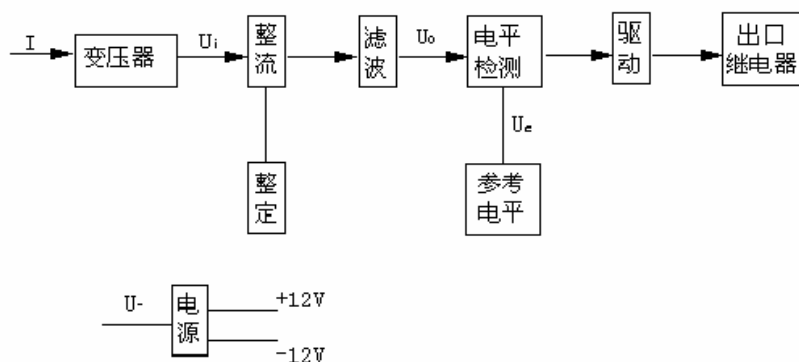 I
变压器
Ui
整流
滤波
Uo
电平
检测
驱动
出口
继电器
Ue
整定
参考
电平
U-
电源
+12V
-12V